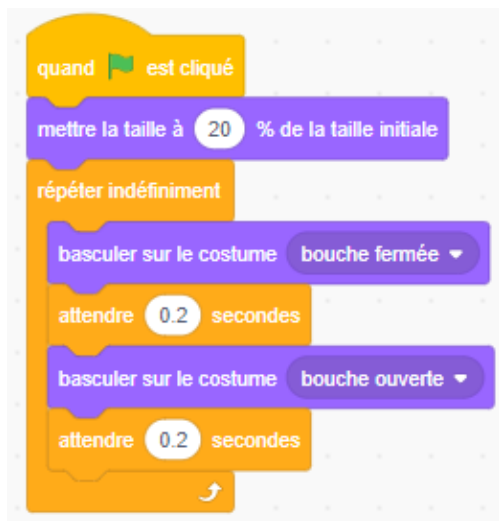 quand est cliqué
mettre la taille à 20 % de la taille initiale
répéter indéfiniment
basculer sur le costume bouche fermée
attendre 0.2 secondes
basculer sur le costume bouche ouverte
attendre 0.2 secondes